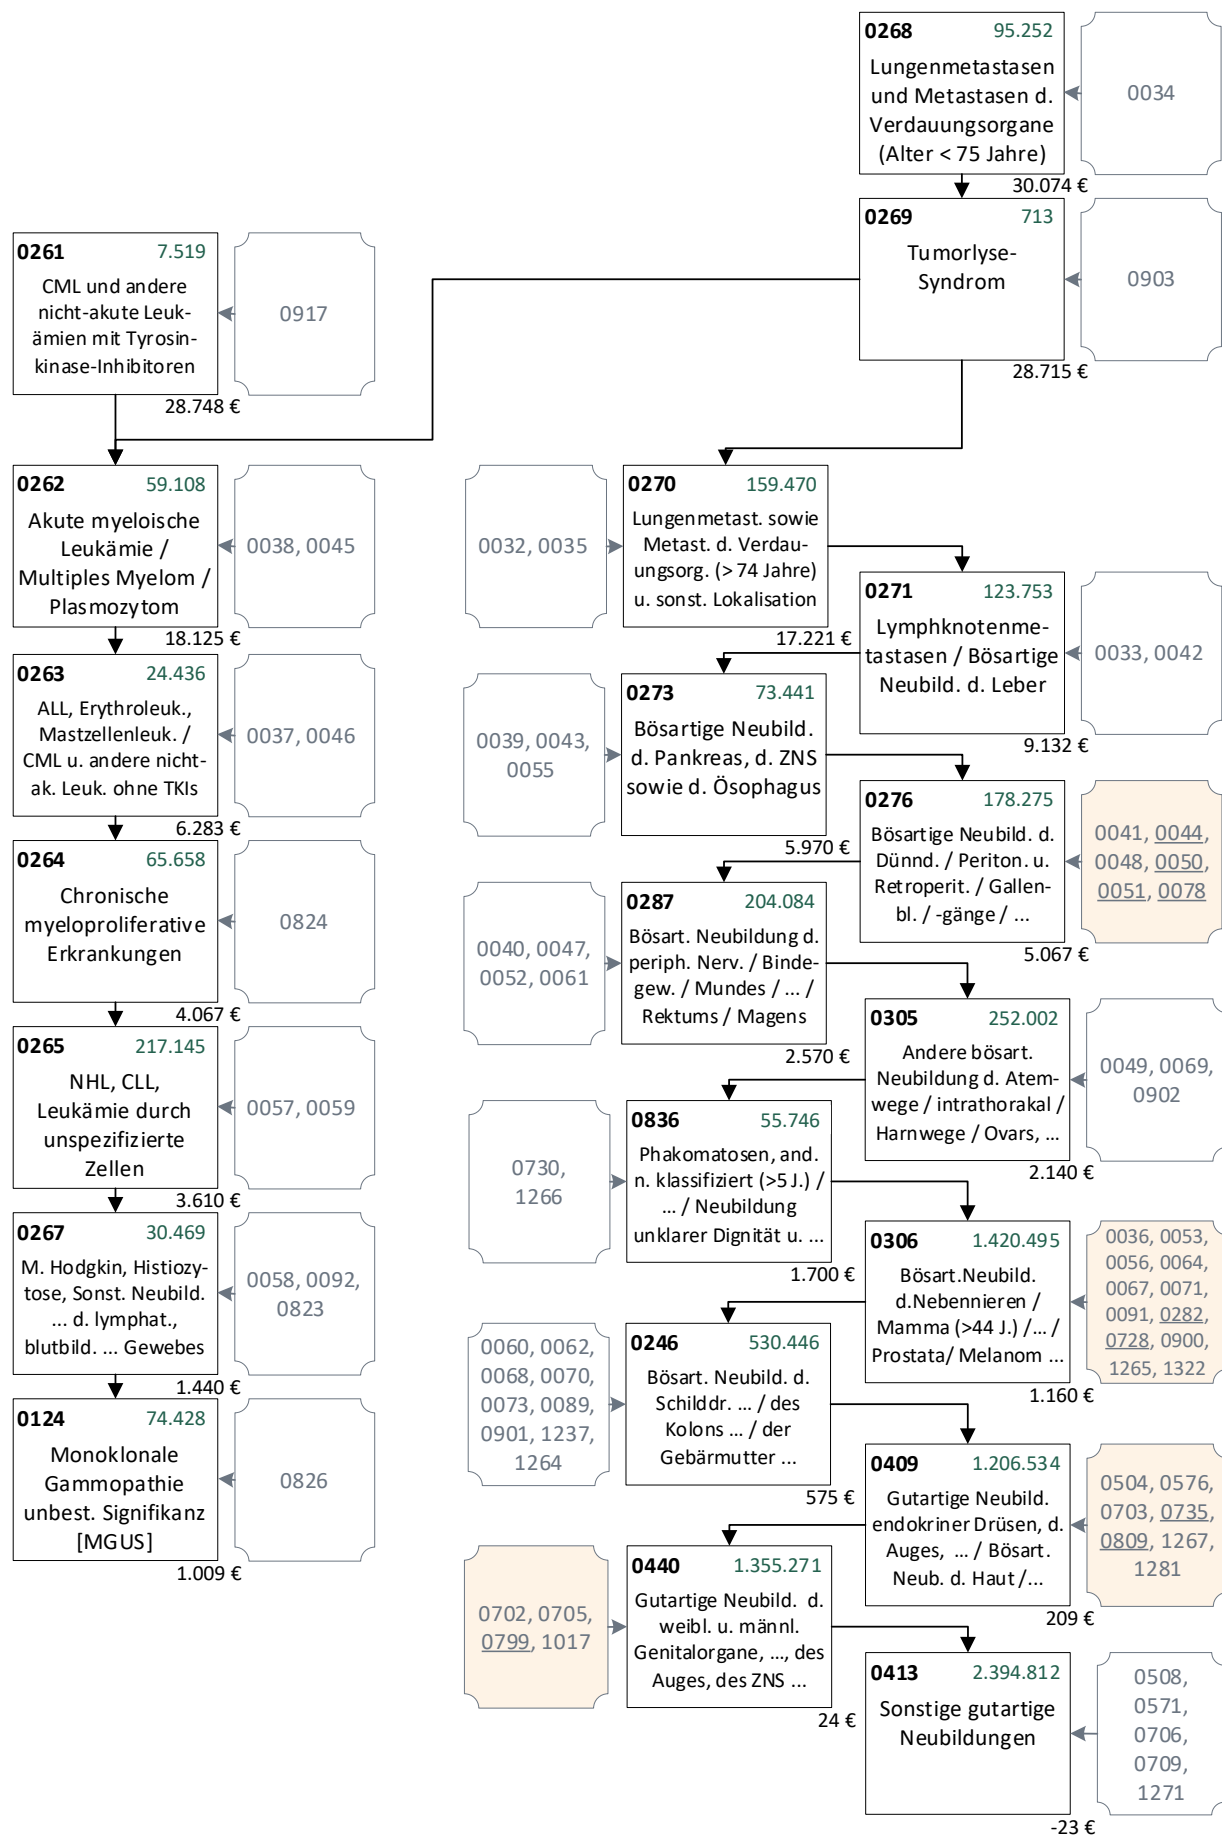 0268 95.252
Lungenmetastasen
und Metastasen d.
Verdauungsorgane
(Alter < 75 Jahre)
0034
30.074 €
0269 713
Tumorlyse-
Syndrom
0903
28.715 €
0261 7.519
CML und andere
nicht-akute Leuk-
ämien mit Tyrosin-
kinase-Inhibitoren
0917
28.748 €
0262 59.108
Akute myeloische
Leukämie /
Multiples Myelom /
Plasmozytom
0038, 0045
18.125 €
0263 24.436
ALL, Erythroleuk.,
Mastzellenleuk. /
CML u. andere nicht-
ak. Leuk. ohne TKIs
0037, 0046
6.283 €
0264 65.658
Chronische
myeloproliferative
Erkrankungen
0824
4.067 €
0265 217.145
NHL, CLL,
Leukämie durch
unspezifizierte
Zellen
0057, 0059
3.610 €
0267 30.469
M. Hodgkin, Histiozy-
tose, Sonst. Neubild.
... d. lymphat.,
blutbild. ... Gewebes
0058, 0092,
0823
1.440 €
0124 74.428
Monoklonale
Gammopathie
unbest. Signifikanz
[MGUS]
0826
1.009 €
0032, 0035
0270 159.470
Lungenmetast. sowie
Metast. d. Verdau-
ungsorg. (> 74 Jahre)
u. sonst. Lokalisation
17.221 €
0271 123.753
Lymphknotenme-
tastasen / Bösartige
Neubild. d. Leber
0033, 0042
9.132 €
0039, 0043,
0055
0273 73.441
Bösartige Neubild.
d. Pankreas, d. ZNS
sowie d. Ösophagus
5.970 €
0276 178.275
Bösartige Neubild. d.
Dünnd. / Periton. u.
Retroperit. / Gallen-
bl. / -gänge / ...
0041, 0044,
0048, 0050,
0051, 0078
5.067 €
0040, 0047,
0052, 0061
0287 204.084
Bösart. Neubildung d.
periph. Nerv. / Binde-
gew. / Mundes / ... /
Rektums / Magens
2.570 €
0305 252.002
Andere bösart.
Neubildung d. Atem-
wege / intrathorakal /
Harnwege / Ovars, ...
0049, 0069,
0902
2.140 €
0730,
1266
0836 55.746
Phakomatosen, and.
n. klassifiziert (>5 J.) /
... / Neubildung
unklarer Dignität u. ...
1.700 €
0306 1.420.495
Bösart.Neubild.
d.Nebennieren /
Mamma (>44 J.) /... /
Prostata/ Melanom ...
0036, 0053,
0056, 0064,
0067, 0071,
0091, 0282,
0728, 0900,
1265, 1322
1.160 €
0060, 0062,
0068, 0070,
0073, 0089,
0901, 1237,
1264
0246 530.446
Bösart. Neubild. d.
Schilddr. ... / des
Kolons ... / der
Gebärmutter ...
575 €
0409 1.206.534
Gutartige Neubild.
endokriner Drüsen, d.
Auges, ... / Bösart.
Neub. d. Haut /...
0504, 0576,
0703, 0735,
0809, 1267,
1281
209 €
0702, 0705,
0799, 1017
0440 1.355.271
Gutartige Neubild. d.
weibl. u. männl.
Genitalorgane, ..., des
Auges, des ZNS ...
24 €
0413 2.394.812
Sonstige gutartige
Neubildungen
0508,
0571,
0706,
0709,
1271
-23 €